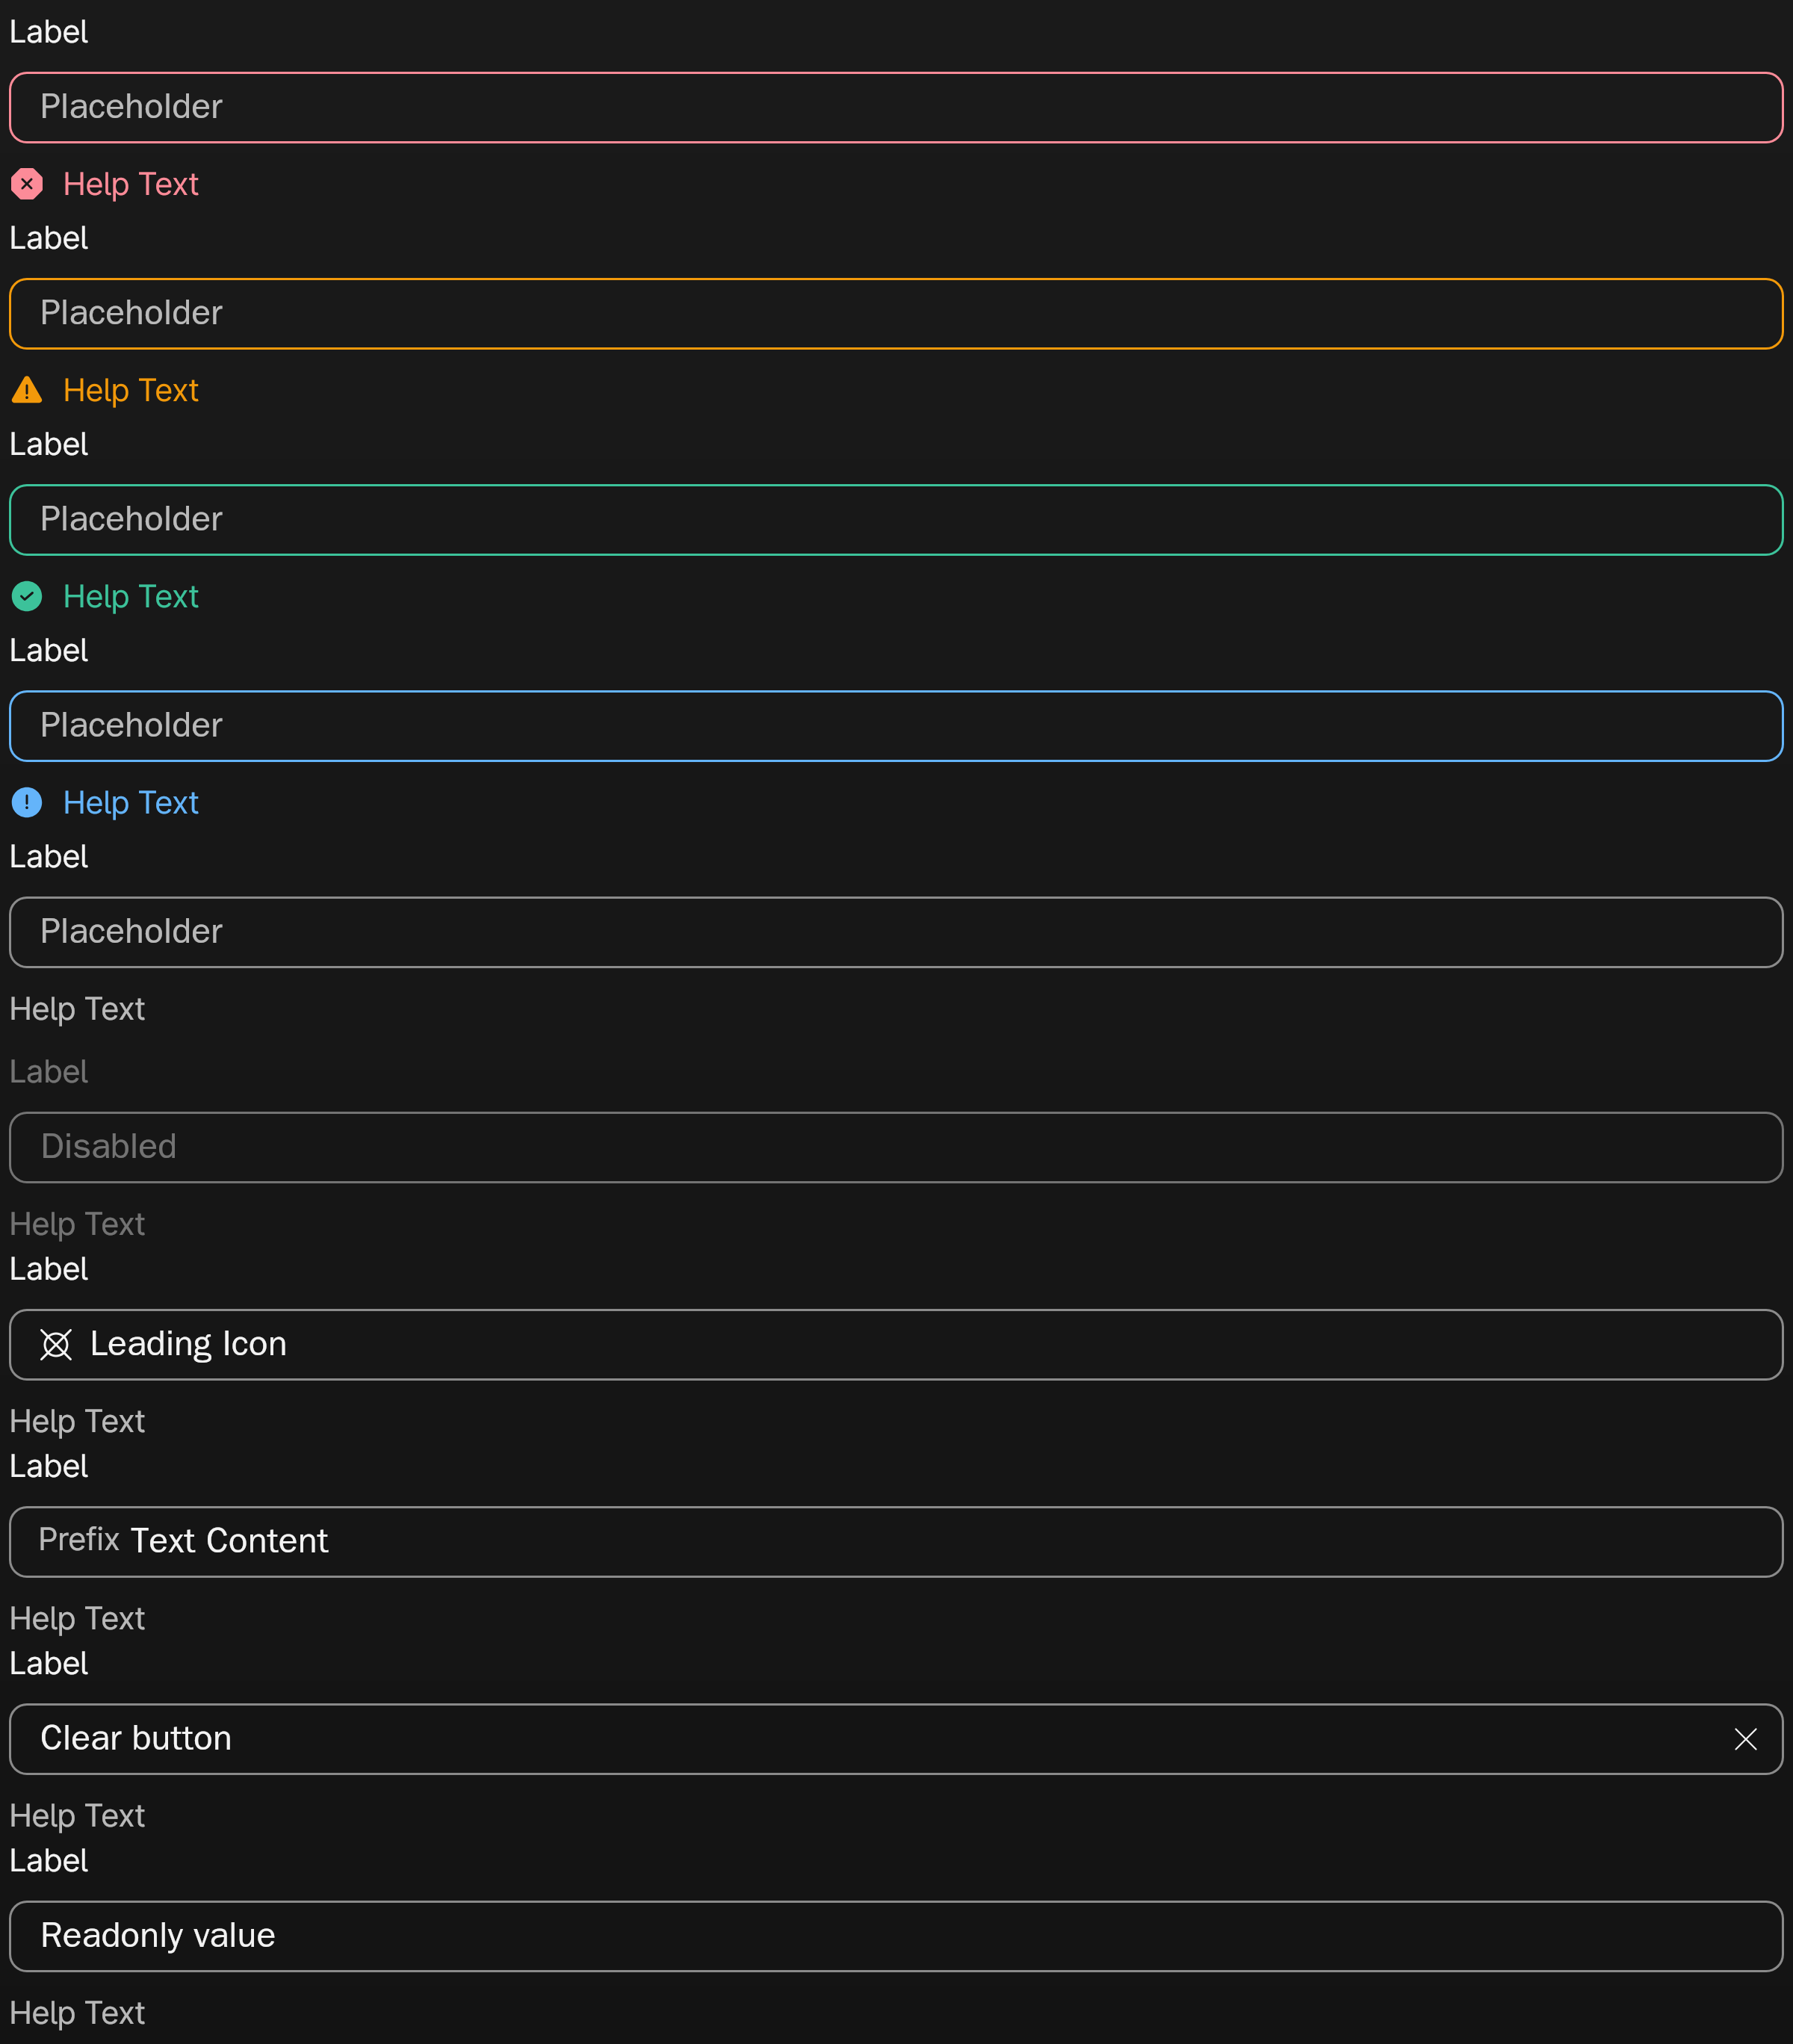 Label
Placeholder
Help Text
Label
Placeholder
Help Text
Label
Placeholder
Help Text
Label
Placeholder
Help Text
Label
Placeholder
Help Text
Label
Disabled
Help Text
Label
Leading Icon
Help Text
Label
Prefix Text Content
Help Text
Label
Clear button
Help Text
Label
Readonly value
Help Text